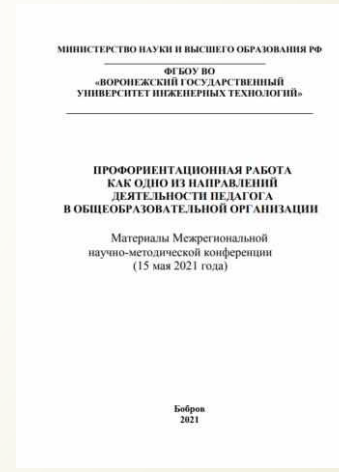 МИНИСТЕРСТВО НАУКИ И ВЫСШЕГО ОБРАЗОВАНИЯ РФ
ФГБОУ ВО
«ВОРОНЕЖСКИЙ ГОСУДАРСТВЕННЫЙ
УНИВЕРСИТЕТ ИНЖЕНЕРНЫХ ТЕХНОЛОГИЙ»
ПРОФОРИЕНТАЦИОННАЯ РАБОТА
КАК ОДНО ИЗ НАПРАВЛЕНИЙ
ДЕЯТЕЛЬНОСТИ ПЕДАГОГА
В ОБЩЕОБРАЗОВАТЕЛЬНОЙ ОРГАНИЗАЦИИ
Материалы Межрегиональной
научно-методической конференции
(15 мая 2021 года)
Бобров
2021